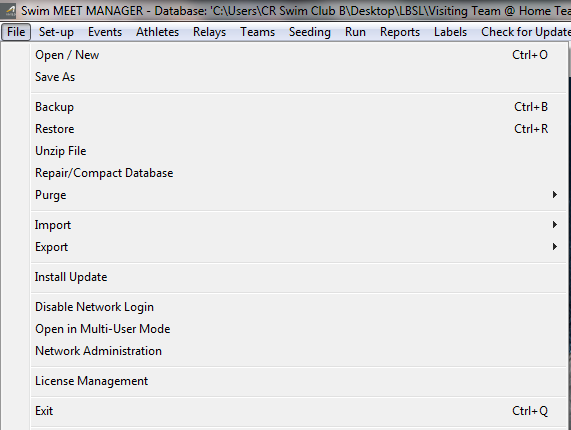 Swim MEET MANAGER - Database: 'C:\Users\CR Swim Club B\Desktop\LBSL\Visiting Team @ Home Tea
File Set-up Events Athletes Relays Teams Seeding Run Reports Labels Check for Update
Open / New Ctrl+O
Save As
Backup Ctrl+B
Restore Ctrl+R
Unzip File
Repair/Compact Database
Purge
Import
Export
Install Update
Disable Network Login
Open in Multi-User Mode
Network Administration
License Management
Exit Ctrl+Q